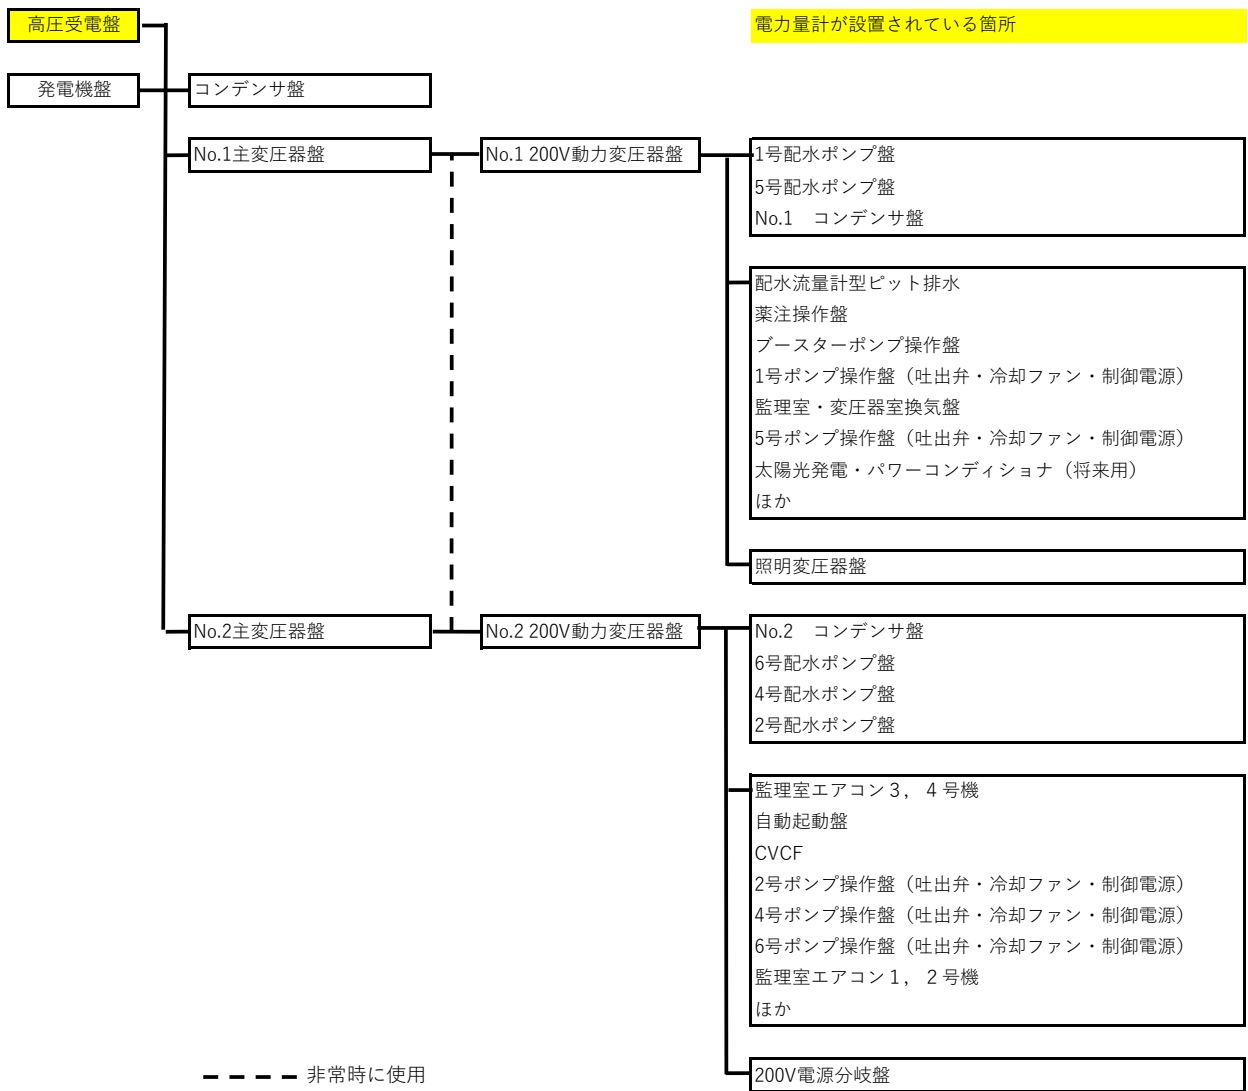 高圧受電盤
電力量計が設置されている箇所
発電機盤
コンデンサ盤
No.1主変圧器盤
No.1 200V動力変圧器盤
1号配水ポンプ盤
5号配水ポンプ盤
No.1　コンデンサ盤
配水流量計型ピット排水
薬注操作盤
ブースターポンプ操作盤
1号ポンプ操作盤（吐出弁・冷却ファン・制御電源）
監理室・変圧器室換気盤
5号ポンプ操作盤（吐出弁・冷却ファン・制御電源）
太陽光発電・パワーコンディショナ（将来用）
ほか
照明変圧器盤
No.2主変圧器盤
No.2 200V動力変圧器盤
No.2　コンデンサ盤
6号配水ポンプ盤
4号配水ポンプ盤
2号配水ポンプ盤
監理室エアコン３，４号機
自動起動盤
CVCF
2号ポンプ操作盤（吐出弁・冷却ファン・制御電源）
4号ポンプ操作盤（吐出弁・冷却ファン・制御電源）
6号ポンプ操作盤（吐出弁・冷却ファン・制御電源）
監理室エアコン１，２号機
ほか
200V電源分岐盤
非常時に使用